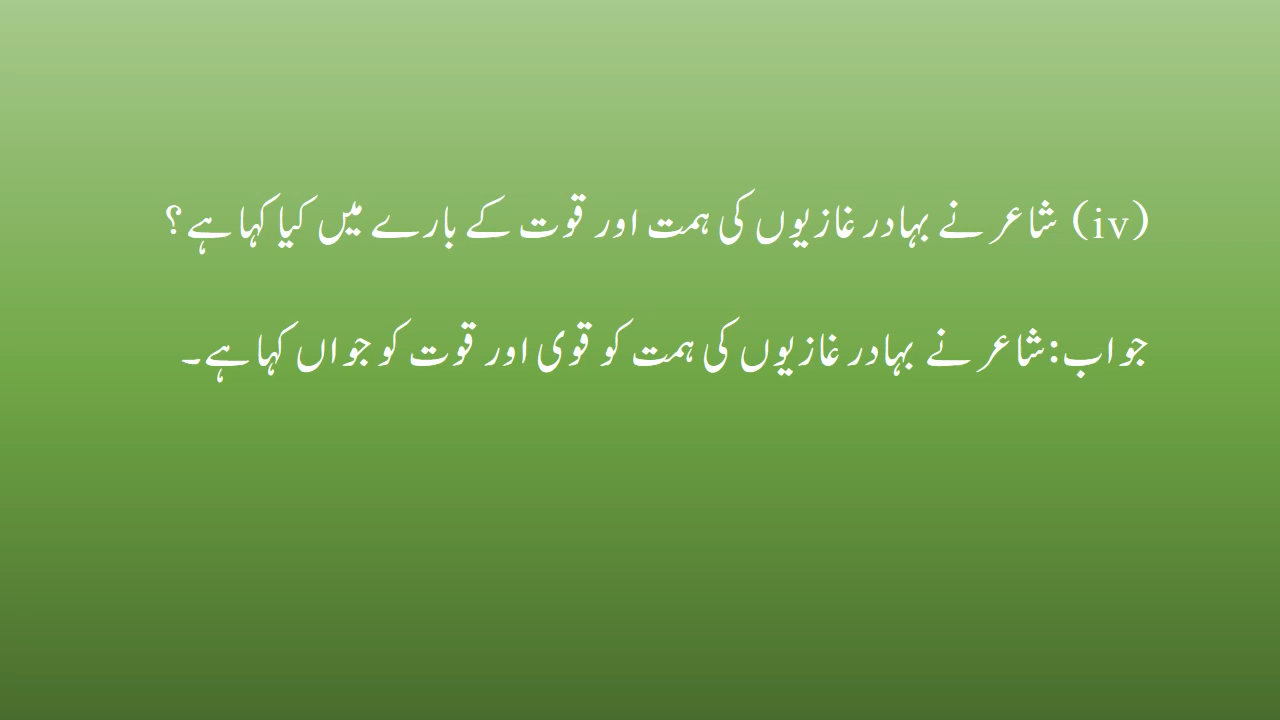 (iv) شاعر نے بہادر غازیوں کی ہمت اور قوت کے بارے میں کیا کہا ہے؟
جواب:شاعر نے بہادر غازیوں کی ہمت کو قوی اور قوت کو جواں کہا ہے۔